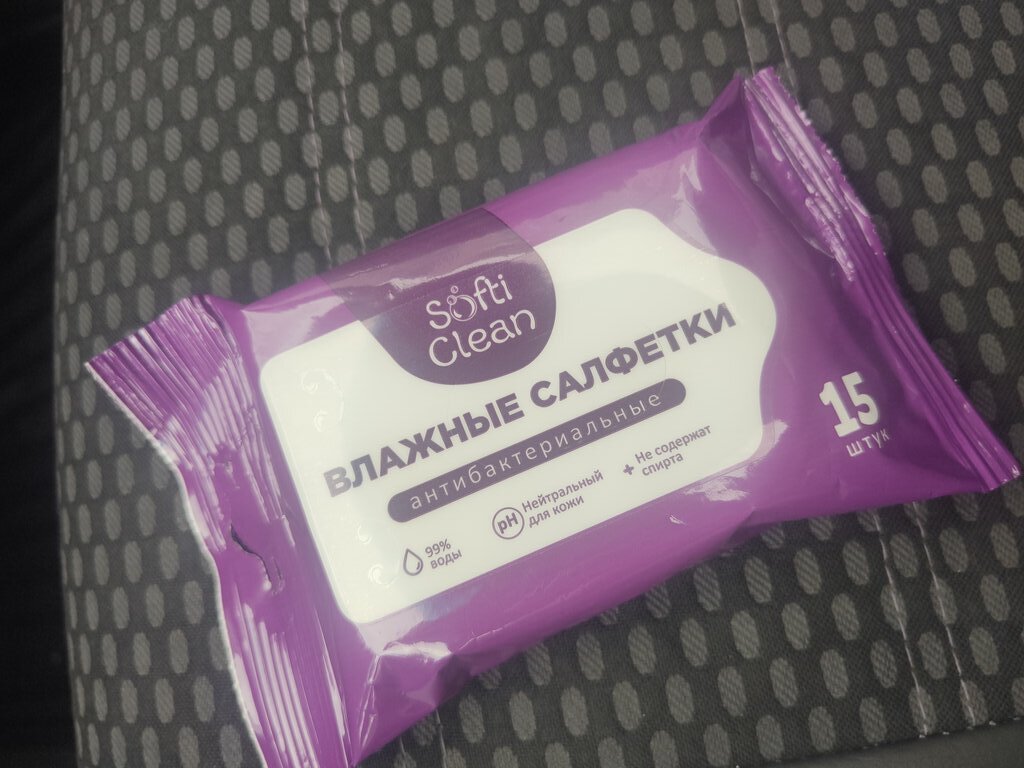 Softi
Clean
ВЛАЖНЫЕ САЛФЕТКИ
антибактериальные
99%
воды
pH
Нейтральный
для кожи
+ Не содержат
спирта
15
штук